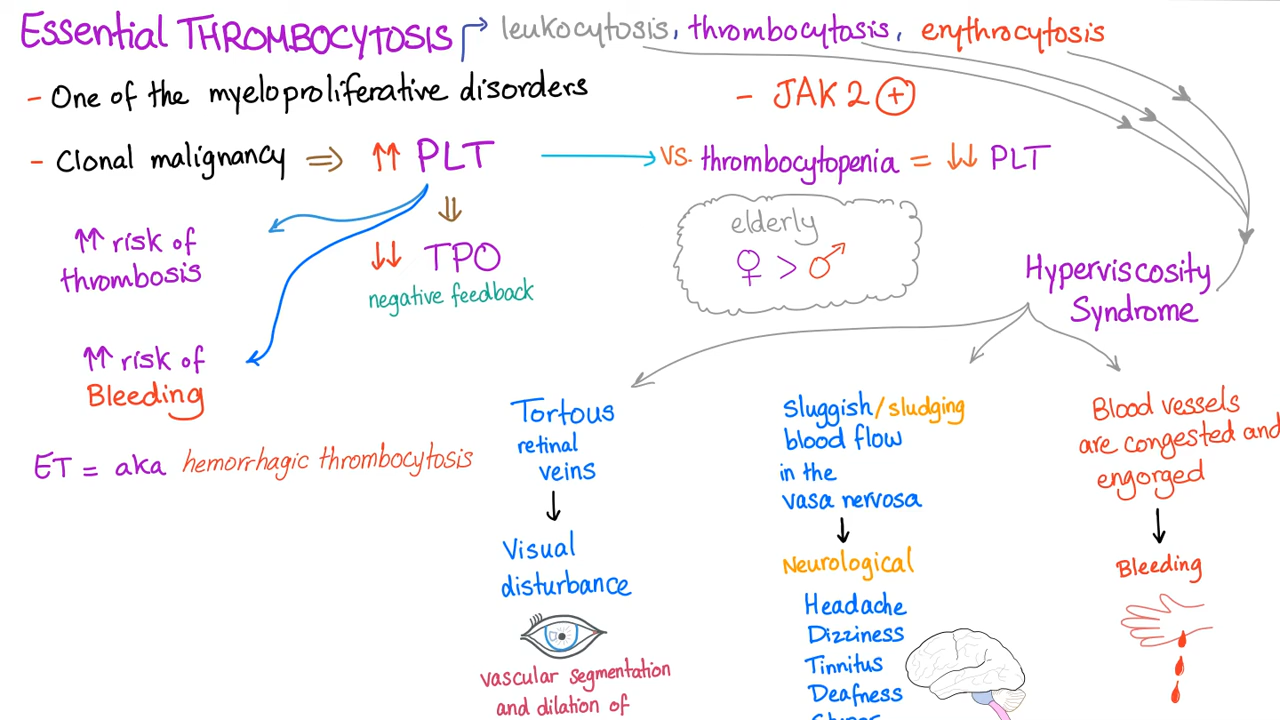 Essential THROMBOCYTOSIS
leukocytosis, thrombocytosis, erythrocytosis
- One of the myeloproliferative disorders
- JAK2 +
- Clonal malignancy ⇒ ↑↑ PLT → VS. thrombocytopenia = ↓↓ PLT
↑↑ risk of
thrombosis
↓↓ TPO
negative feedback
elderly
♀ > ♂
Hyperviscosity
Syndrome
↑↑ risk of
Bleeding
ET = aka hemorrhagic thrombocytosis
Tortous
retinal
veins
↓
Visual
disturbance
vascular segmentation
and dilation of
Sluggish/sludging
blood flow
in the
vasa nervosa
↓
Neurological
Headache
Dizziness
Tinnitus
Deafness
Blood vessels
are congested and
engorged
↓
Bleeding